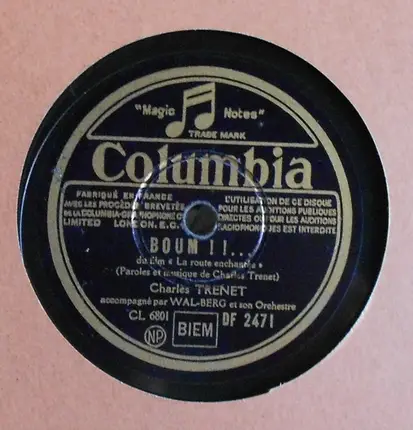 "Magic Notes"
TRADE MARK
Columbia
FABRIQUÉ EN FRANCE
AVEC LES PROCÉDÉS BREVETÉS
DE LA COLUMBIA GRAPHOPHONE C°
LIMITED LONDON, E.C.
L'UTILISATION DE CE DISQUE
POUR LES AUDITIONS PUBLIQUES
DIRECTES OU POUR LES AUDITIONS
RADIOPHONIQUES EST INTERDITE
BOUM !!...
du film « La route enchantée »
(Paroles et musique de Charles Trenet)
Charles TRENET
accompagné par WAL-BERG et son Orchestre
CL 6801
DF 2471
NP
BIEM